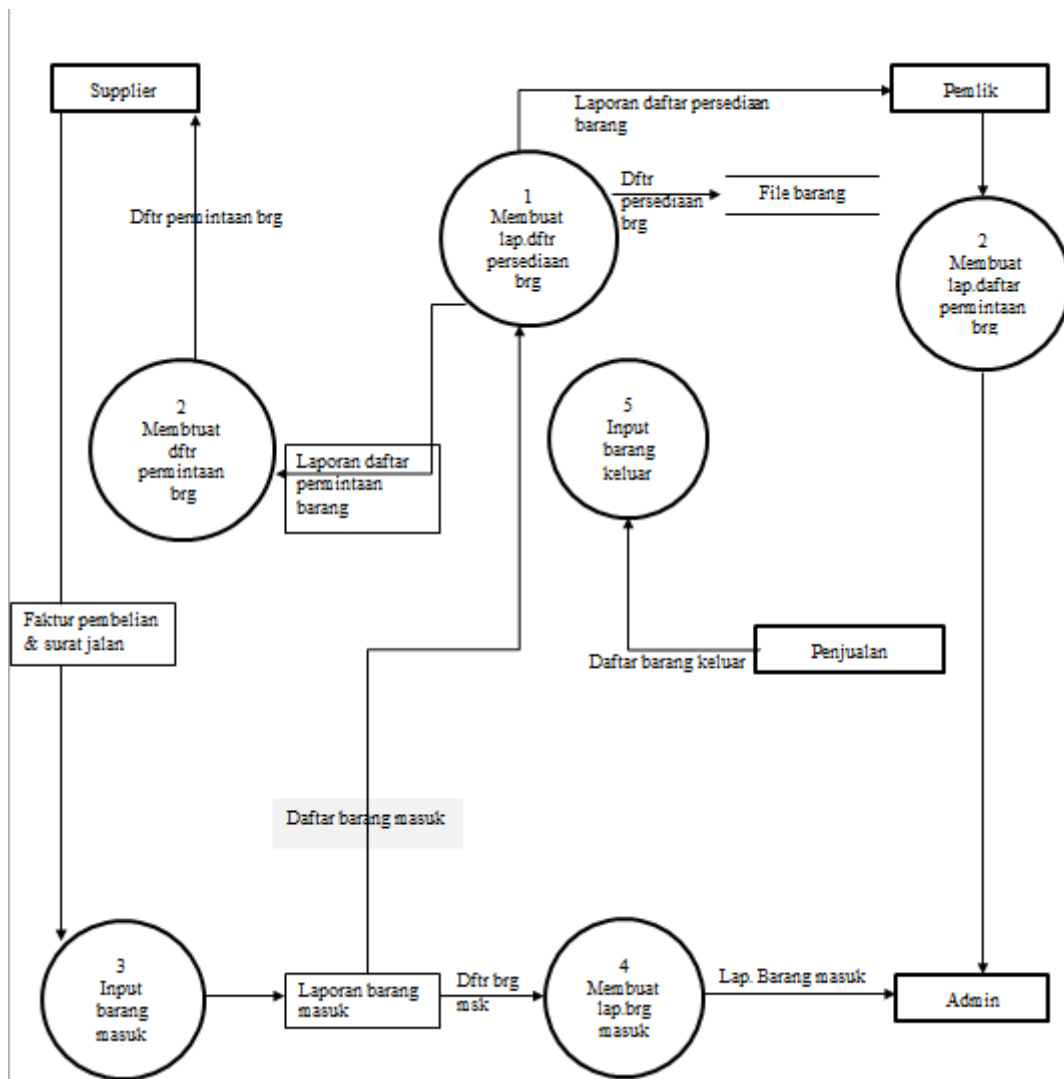 Supplier
Pemlik
Laporan daftar persediaan
barang
1
Membuat
lap.dftr
persediaan
brg
Dftr
persediaan
brg
File barang
Dftr permintaan brg
2
Membuat
lap.daftar
permintaan
brg
2
Membtuat
dftr
permintaan
brg
Laporan daftar
permintaan
barang
5
Input
barang
keluar
Faktur pembelian
& surat jalan
Daftar barang keluar
Penjualan
Daftar barang masuk
3
Input
barang
masuk
Laporan barang
masuk
Dftr brg
msk
4
Membuat
lap.brg
masuk
Lap. Barang masuk
Admin